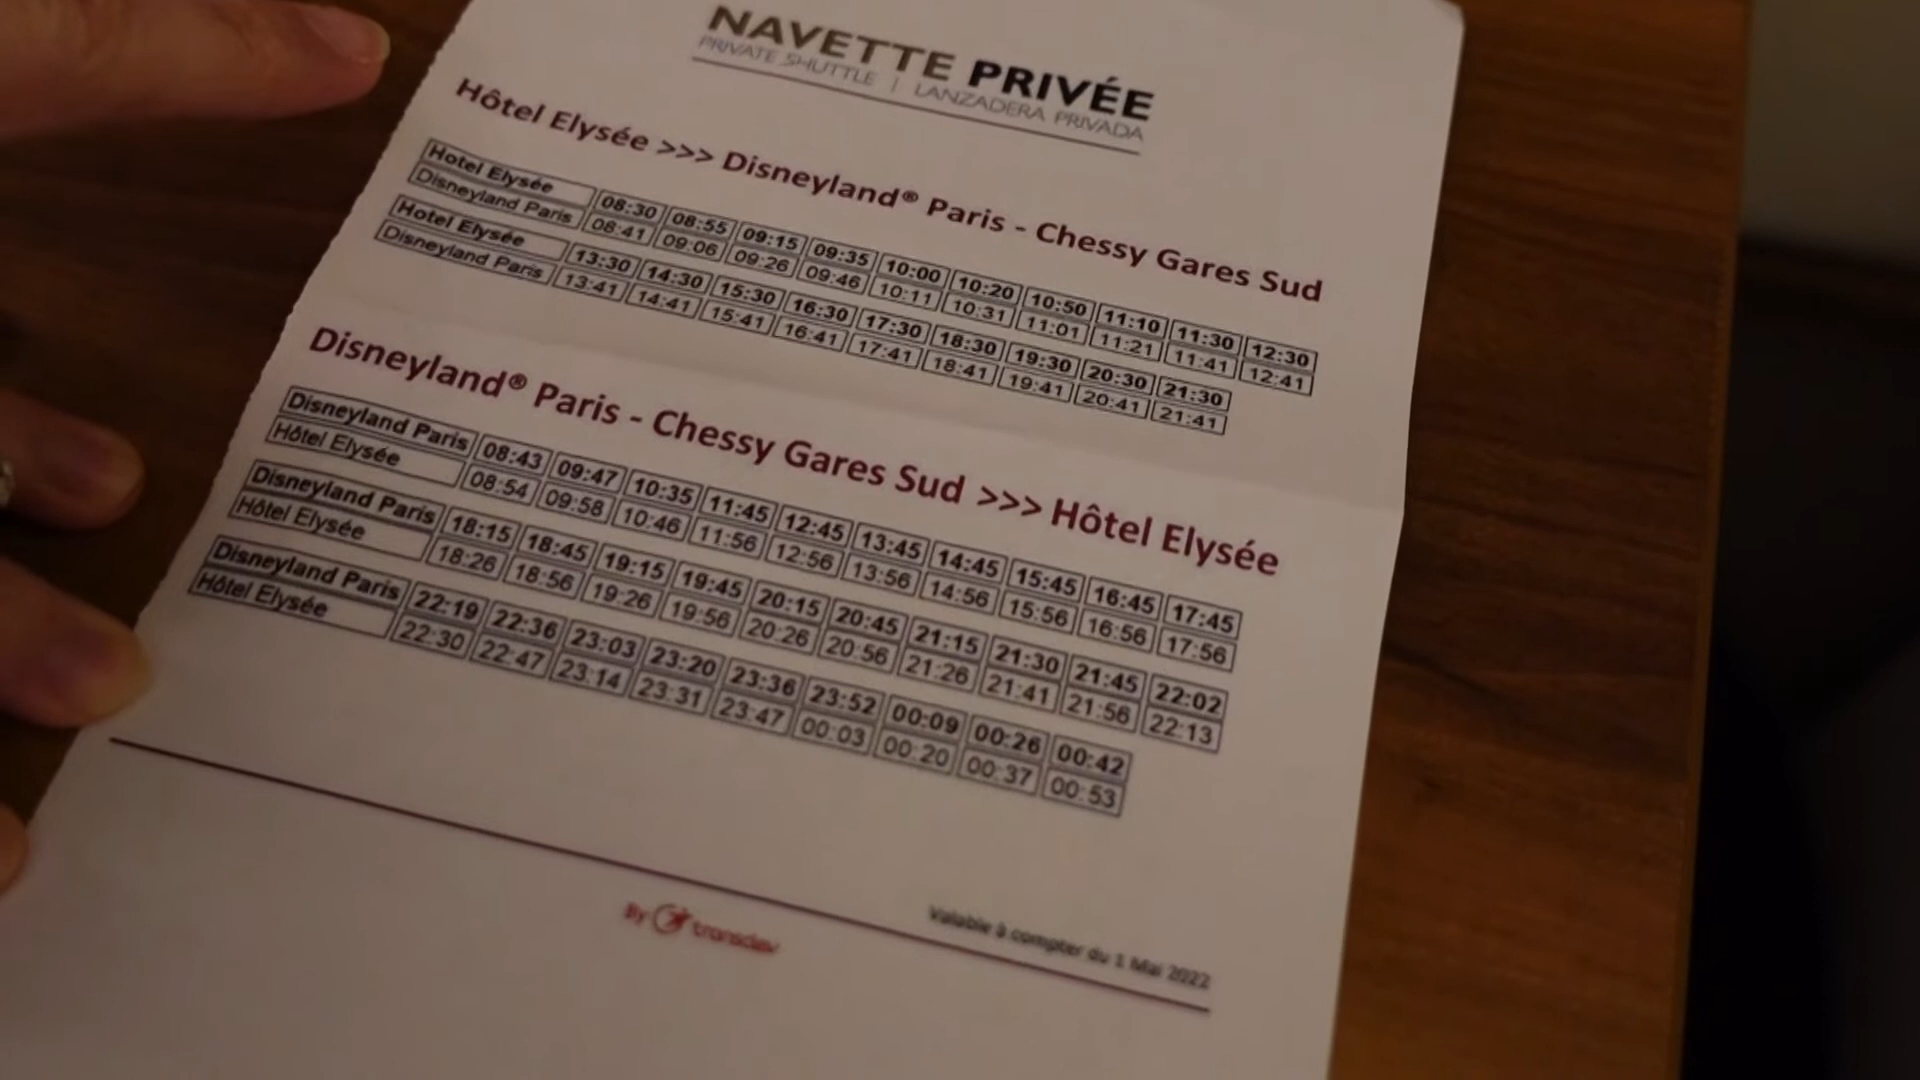 NAVETTE PRIVÉE
PRIVATE SHUTTLE | LANZADERA PRIVADA
Hôtel Elysée >>> Disneyland® Paris - Chessy Gares Sud
Hotel Elysée 08:30 08:55 09:15 09:35 10:00 10:20 10:50 11:10 11:30 12:30
Disneyland Paris 08:41 09:06 09:26 09:46 10:11 10:31 11:01 11:21 11:41 12:41
Hotel Elysée 13:30 14:30 15:30 16:30 17:30 18:30 19:30 20:30 21:30
Disneyland Paris 13:41 14:41 15:41 16:41 17:41 18:41 19:41 20:41 21:41
Disneyland® Paris - Chessy Gares Sud >>> Hôtel Elysée
Disneyland Paris 08:43 09:47 10:35 11:45 12:45 13:45 14:45 15:45 16:45 17:45
Hôtel Elysée 08:54 09:58 10:46 11:56 12:56 13:56 14:56 15:56 16:56 17:56
Disneyland Paris 18:15 18:45 19:15 19:45 20:15 20:45 21:15 21:30 21:45 22:02
Hôtel Elysée 18:26 18:56 19:26 19:56 20:26 20:56 21:26 21:41 21:56 22:13
Disneyland Paris 22:19 22:36 23:03 23:20 23:36 23:52 00:09 00:26 00:42
Hôtel Elysée 22:30 22:47 23:14 23:31 23:47 00:03 00:20 00:37 00:53
By transdev
Valable à compter du 1 Mai 2022